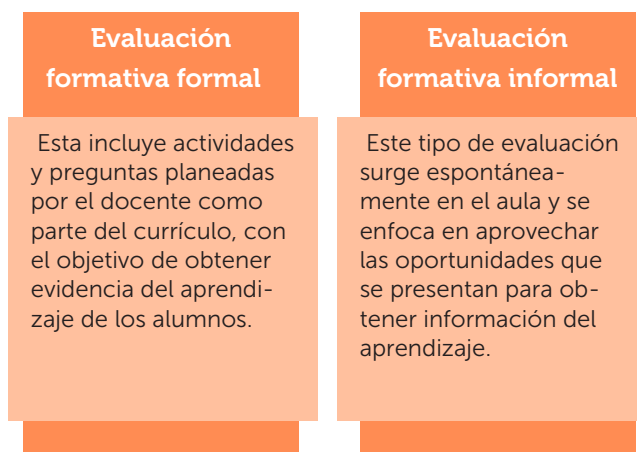 Evaluación
formativa formal
Esta incluye actividades
y preguntas planeadas
por el docente como
parte del currículo, con
el objetivo de obtener
evidencia del aprendi-
zaje de los alumnos.
Evaluación
formativa informal
Este tipo de evaluación
surge espontánea-
mente en el aula y se
enfoca en aprovechar
las oportunidades que
se presentan para ob-
tener información del
aprendizaje.